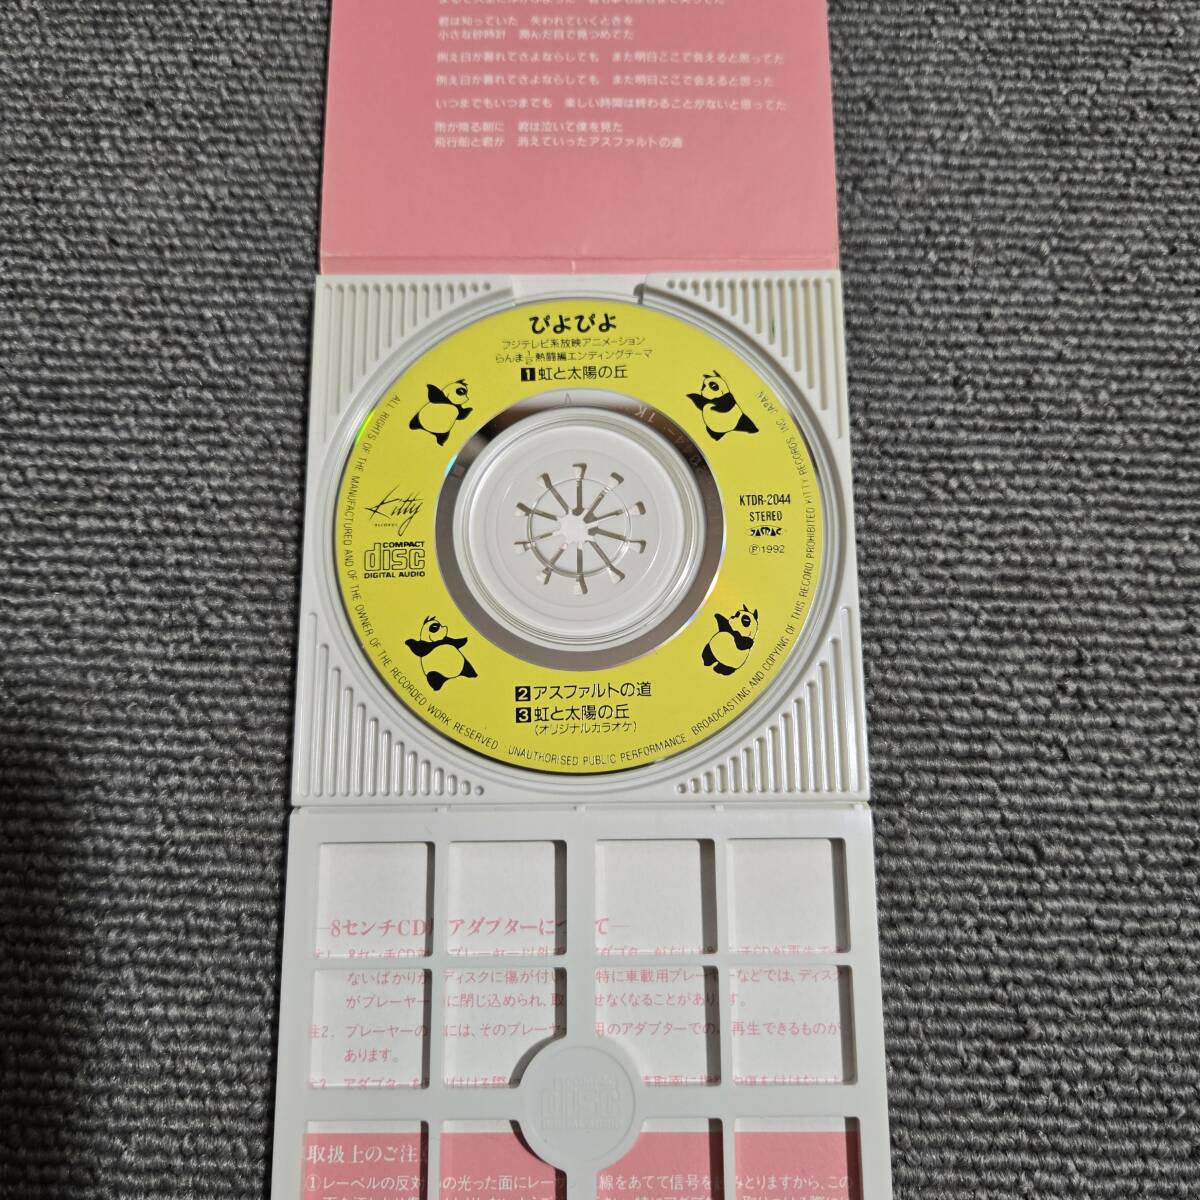 君は知っていた 失われていくときを
小さな砂時計 潤んだ目で見つめてた
例え日が暮れてさよならしても また明日ここで会えると思ってた
例え日が暮れてさよならしても また明日ここで会えると思った
いつまでもいつまでも 楽しい時間は終わることがないと思ってた
雨が降る朝に 君は泣いて僕を見た
飛行船と君が 消えていったアスファルトの道
ぴよぴよ
フジテレビ系放映アニメーション
らんま1/2熱闘編エンディングテーマ
1 虹と太陽の丘
Kitty
RECORDS
COMPACT
disc
DIGITAL AUDIO
KTDR-2044
STEREO
JASRAC
Ⓟ1992
2 アスファルトの道
3 虹と太陽の丘
(オリジナルカラオケ)
ALL RIGHTS OF THE MANUFACTURED AND OF THE OWNER OF THE RECORDED WORK RESERVED. UNAUTHORISED PUBLIC PERFORMANCE, BROADCASTING AND COPYING OF THIS RECORD PROHIBITED KITTY RECORDS, INC. JAPAN.
―8センチCD アダプターに て―
ないばかりか ディスクに傷が付い 特に車載用プレー などでは、ディスク
がプレーヤー に閉じ込められ、取 せなくなることがあ す。
注2. プレーヤーの には、そのプレーヤ 用のアダプターでの 再生できるものが
あります。
disc
取扱上のご注
①レーベルの反対 の光った面にレー 線をあてて信号を みとりますから、この